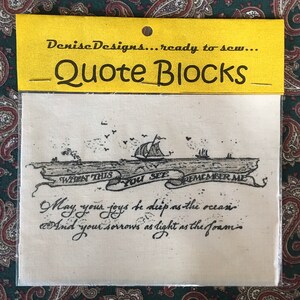 DeniseDesigns...ready to sew...
Quote Blocks
WHEN THIS YOU SEE REMEMBER ME
May your joys be deep as the ocean
And your sorrows as light as the foam